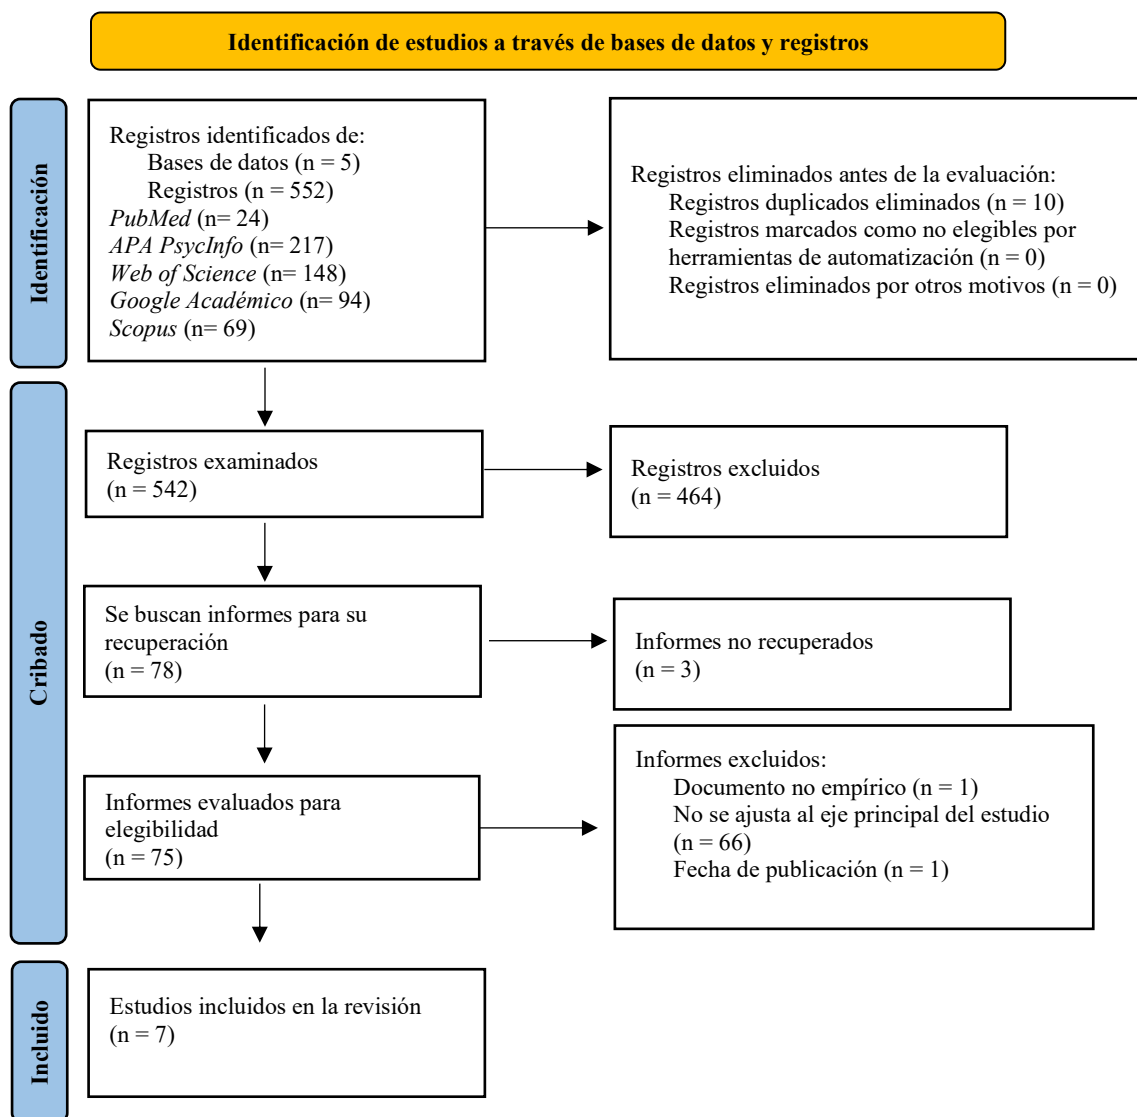 Identificación de estudios a través de bases de datos y registros
Identificación
Registros identificados de:
Bases de datos (n = 5)
Registros (n = 552)
PubMed (n= 24)
APA PsycInfo (n= 217)
Web of Science (n= 148)
Google Académico (n= 94)
Scopus (n= 69)
Registros eliminados antes de la evaluación:
Registros duplicados eliminados (n = 10)
Registros marcados como no elegibles por
herramientas de automatización (n = 0)
Registros eliminados por otros motivos (n = 0)
Cribado
Registros examinados
(n = 542)
Registros excluidos
(n = 464)
Se buscan informes para su
recuperación
(n = 78)
Informes no recuperados
(n = 3)
Informes evaluados para
elegibilidad
(n = 75)
Informes excluidos:
Documento no empírico (n = 1)
No se ajusta al eje principal del estudio
(n = 66)
Fecha de publicación (n = 1)
Incluido
Estudios incluidos en la revisión
(n = 7)